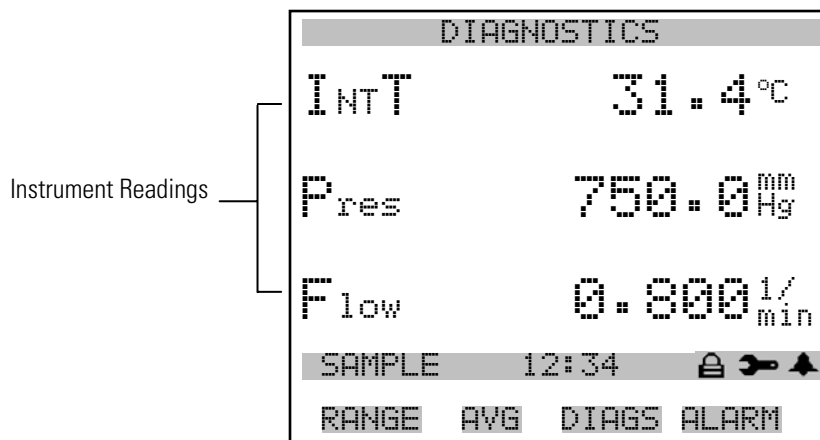 DIAGNOSTICS
INTT 31.4 °C
Instrument Readings
Pres 750.0 mm Hg
Flow 0.800 l/min
SAMPLE 12:34
RANGE AVG DIAGS ALARM